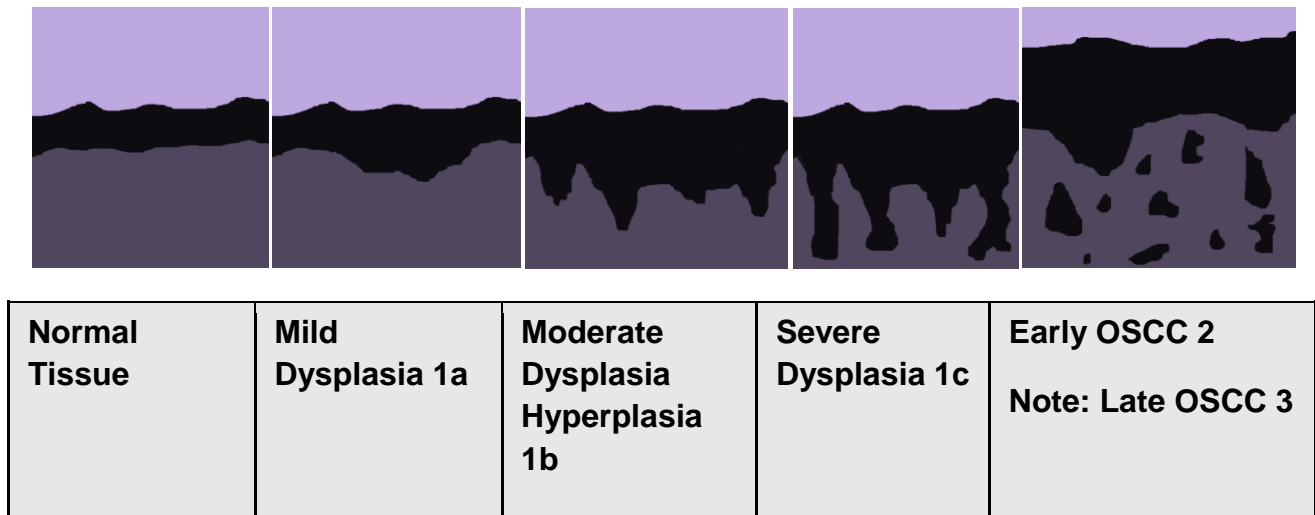 Normal
Tissue
Mild
Dysplasia 1a
Moderate
Dysplasia
Hyperplasia
1b
Severe
Dysplasia 1c
Early OSCC 2
Note: Late OSCC 3